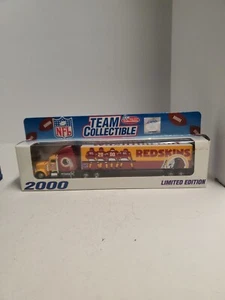 NFL
TEAM
COLLECTIBLE
REDSKINS
2000
LIMITED EDITION